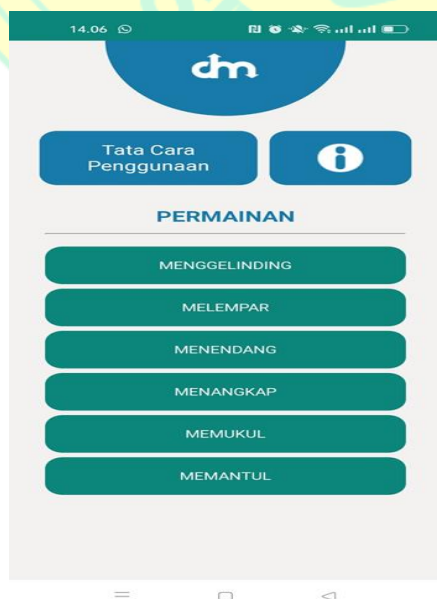 14.06
dm
Tata Cara
Penggunaan
i
PERMAINAN
MENGGELINDING
MELEMPAR
MENENDANG
MENANGKAP
MEMUKUL
MEMANTUL